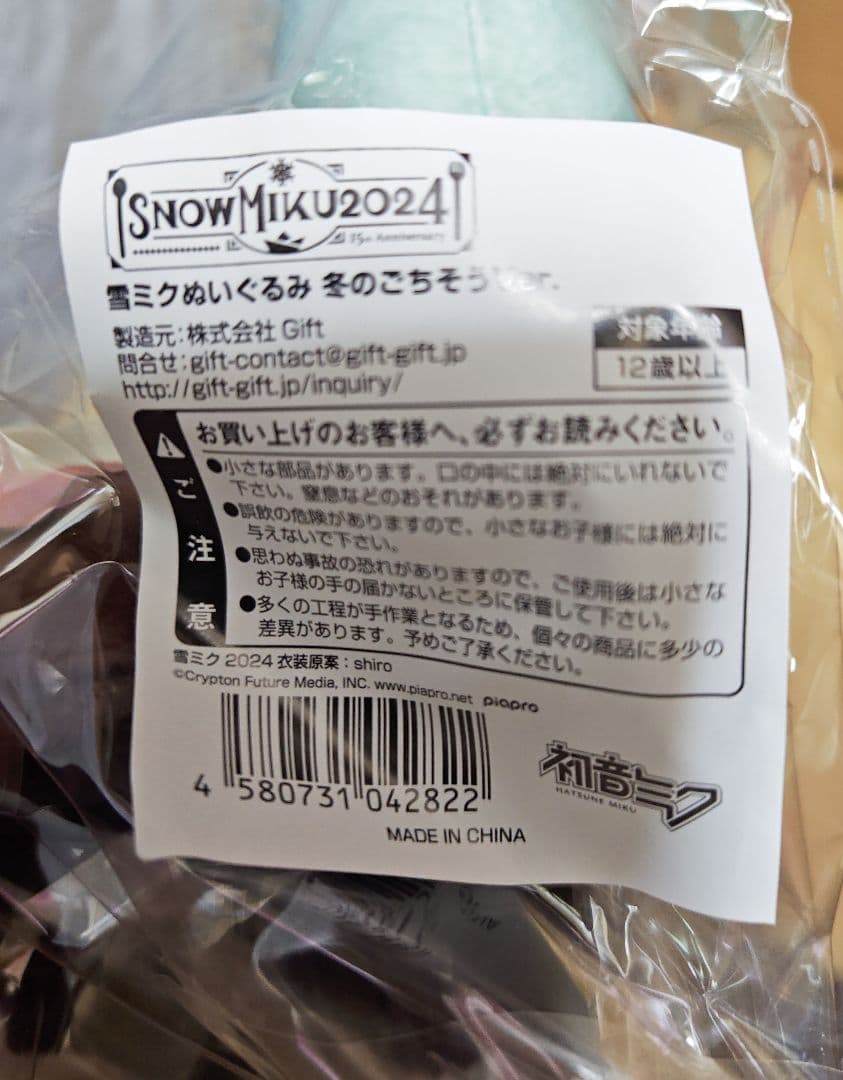 SNOW MIKU 2024
15th Anniversary
雪ミクぬいぐるみ 冬のごちそうVer.
製造元:株式会社 Gift
問合せ:gift-contact@gift-gift.jp
http://gift-gift.jp/inquiry/
対象年齢
12歳以上
ご注意
お買い上げのお客様へ、必ずお読みください。
●小さな部品があります。口の中には絶対にいれないで
下さい。窒息などのおそれがあります。
●誤飲の危険がありますので、小さなお子様には絶対に
与えないで下さい。
●思わぬ事故の恐れがありますので、ご使用後は小さな
お子様の手の届かないところに保管して下さい。
●多くの工程が手作業となるため、個々の商品に多少の
差異があります。予めご了承ください。
雪ミク 2024 衣装原案:shiro
©Crypton Future Media, INC. www.piapro.net piapro
4 580731 042822
初音ミク
HATSUNE MIKU
MADE IN CHINA